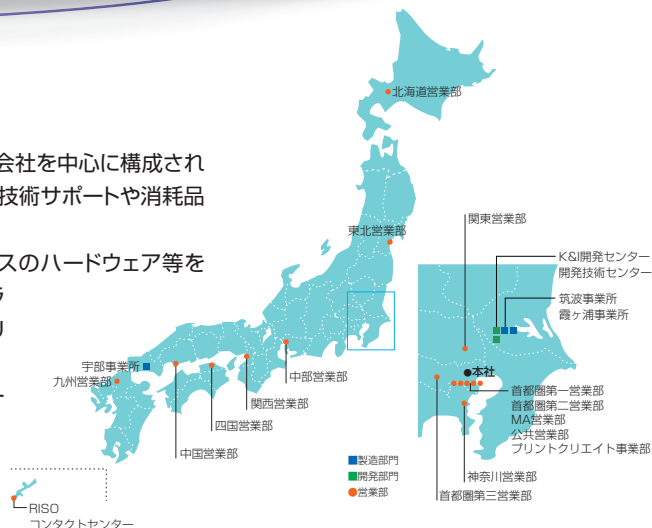 会社を中心に構成され
技術サポートや消耗品
スのハードウェア等を
北海道営業部
東北営業部
宇部事業所
九州営業部
中国営業部
四国営業部
関西営業部
中部営業部
RISO
コンタクトセンター
関東営業部
K&I開発センター
開発技術センター
筑波事業所
霞ヶ浦事業所
本社
首都圏第一営業部
首都圏第二営業部
MA営業部
公共営業部
プリントクリエイト事業部
神奈川営業部
首都圏第三営業部
製造部門
開発部門
営業部